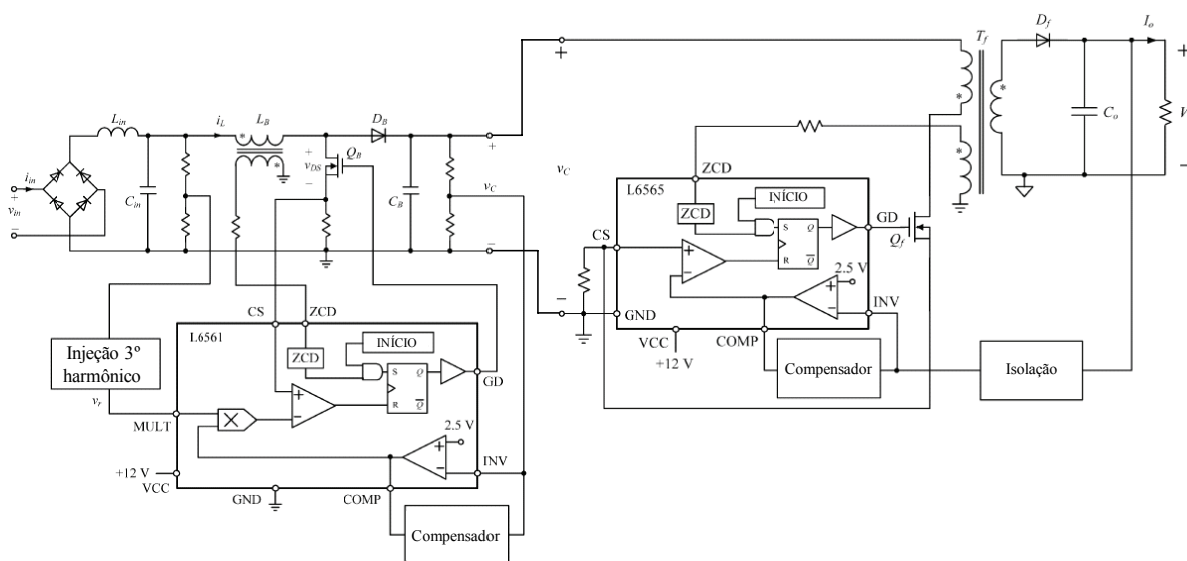 L_in
i_L
L_B
D_B
i_in
+
v_in
−
C_in
+
v_DS
−
Q_B
C_B
+
v_C
−
+
v_C
−
T_f
D_f
I_o
C_o
+
V
−
*
*
*
*
*
ZCD
L6565
INÍCIO
ZCD
S
Q
R
Q̅
GD
Q_f
CS
+
−
2.5 V
+
−
INV
GND
VCC
+12 V
COMP
Compensador
Isolação
Injeção 3º
harmônico
v_r
MULT
CS
ZCD
L6561
INÍCIO
ZCD
S
Q
R
Q̅
GD
+
−
X
2.5 V
+
−
INV
+12 V
VCC
GND
COMP
Compensador